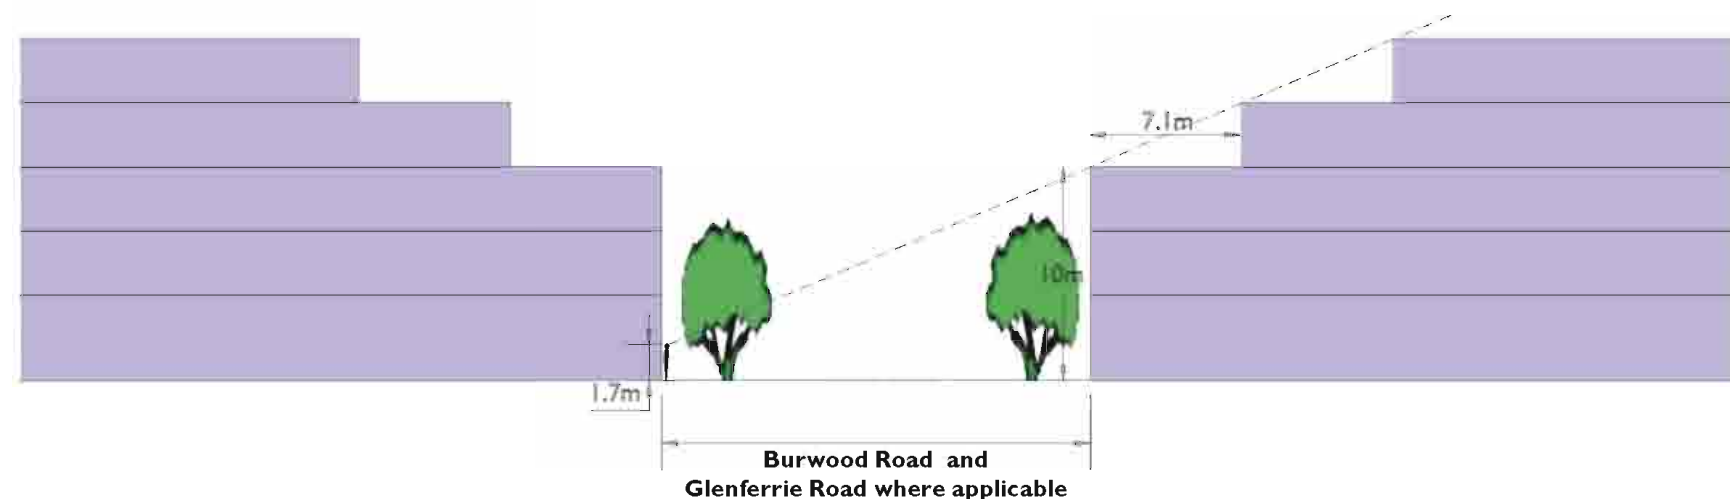 7.1m
10m
1.7m
Burwood Road and
Glenferrie Road where applicable